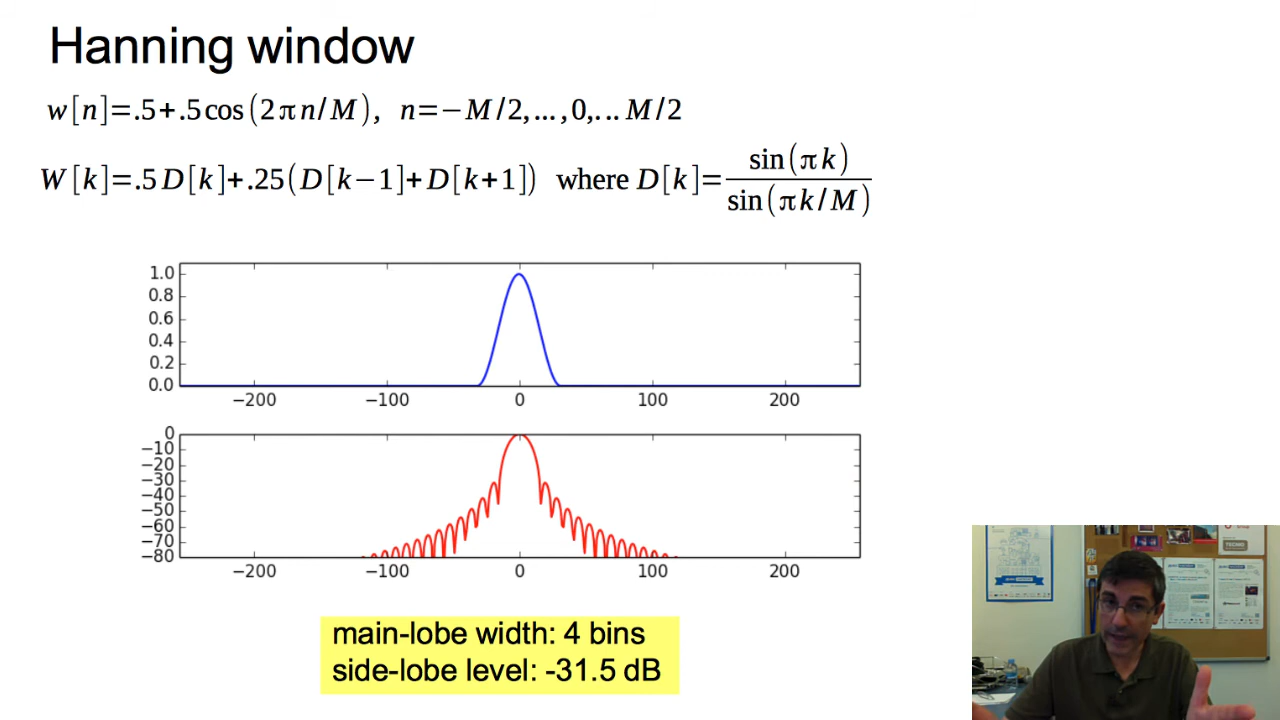 Hanning window
w[n]=.5+.5cos(2πn/M), n=−M/2,...,0,... M/2
W[k]=.5D[k]+.25(D[k−1]+D[k+1]) where D[k]=sin(πk)/sin(πk/M)
1.0
0.8
0.6
0.4
0.2
0.0
−200 −100 0 100 200
0
−10
−20
−30
−40
−50
−60
−70
−80
−200 −100 0 100 200
main-lobe width: 4 bins
side-lobe level: -31.5 dB